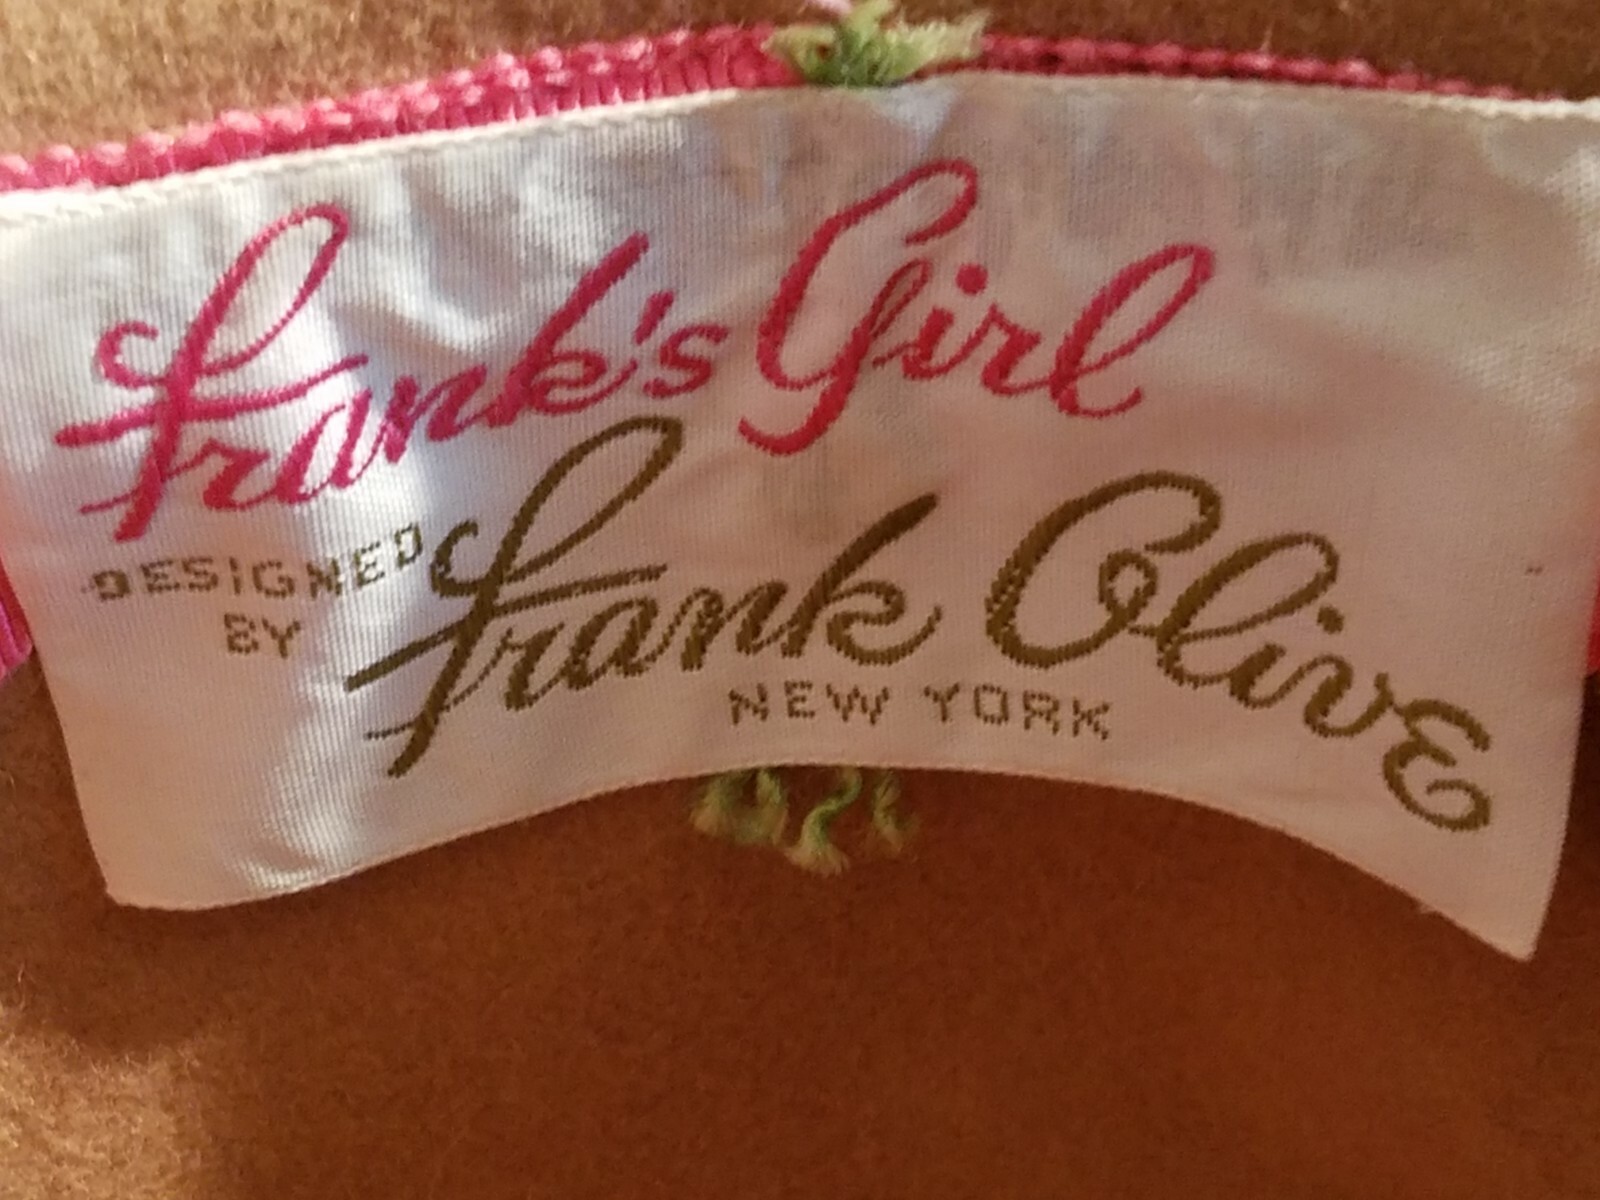 Frank's Girl
DESIGNED
BY
Frank Olive
NEW YORK